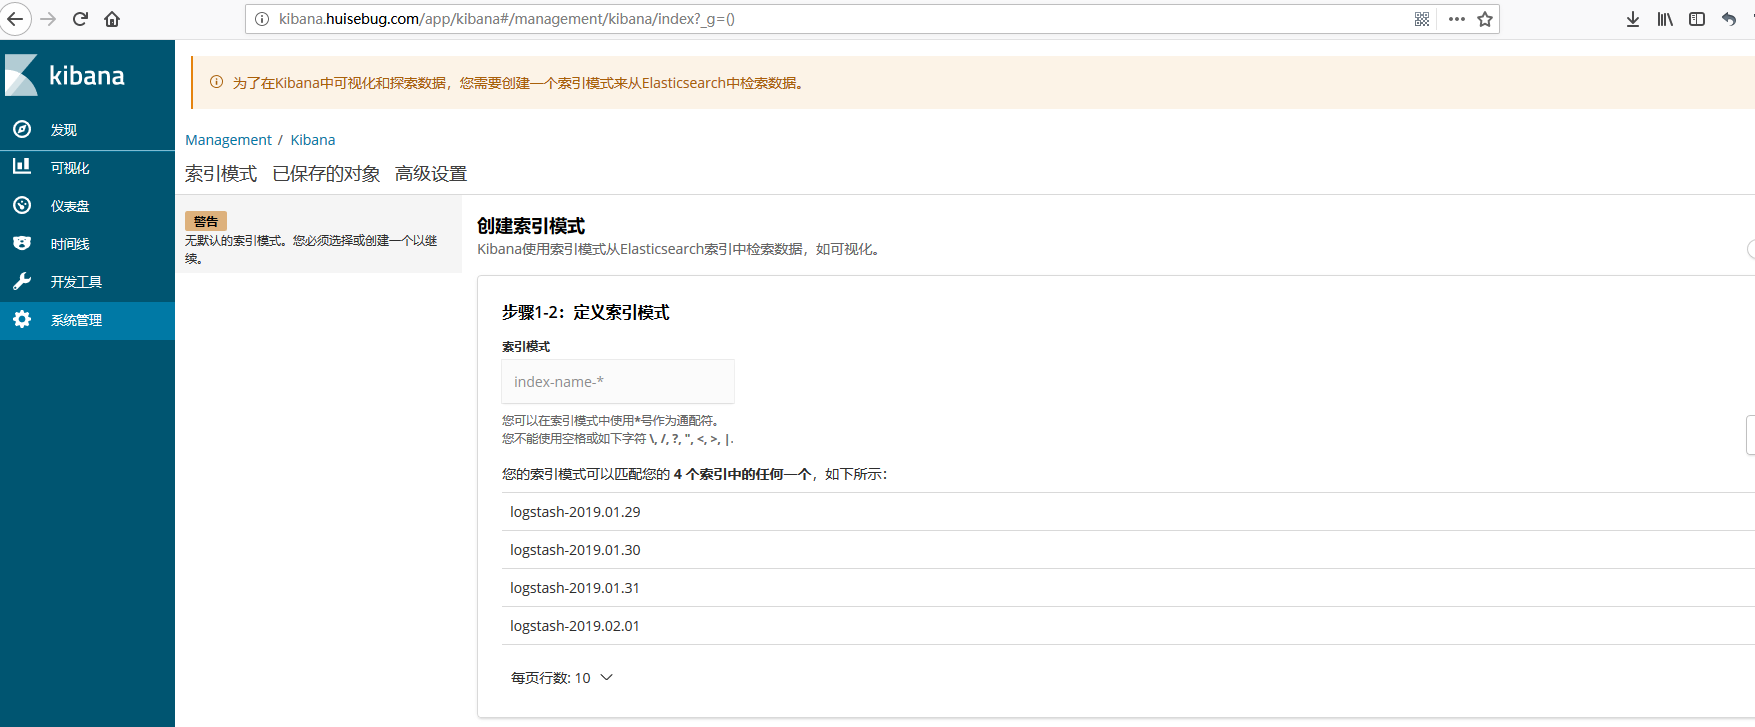 kibana.huisebug.com/app/kibana#/management/kibana/index?_g=()
kibana
发现
可视化
仪表盘
时间线
开发工具
系统管理
为了在Kibana中可视化和探索数据，您需要创建一个索引模式来从Elasticsearch中检索数据。
Management / Kibana
索引模式 已保存的对象 高级设置
警告
无默认的索引模式。您必须选择或创建一个以继
续。
创建索引模式
Kibana使用索引模式从Elasticsearch索引中检索数据，如可视化。
步骤1-2：定义索引模式
索引模式
index-name-*
您可以在索引模式中使用*号作为通配符。
您不能使用空格或如下字符 \, /, ?, ", <, >, |.
您的索引模式可以匹配您的 4 个索引中的任何一个，如下所示：
logstash-2019.01.29
logstash-2019.01.30
logstash-2019.01.31
logstash-2019.02.01
每页行数: 10